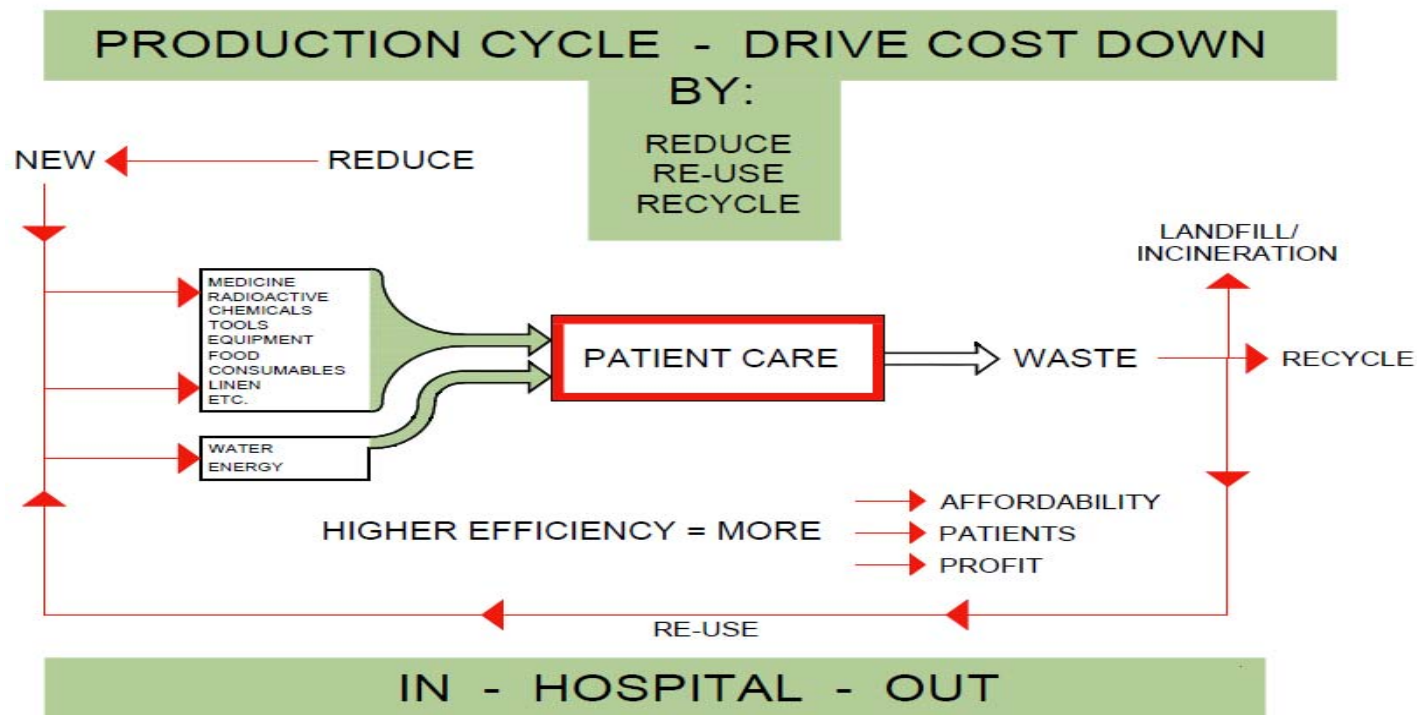 PRODUCTION CYCLE - DRIVE COST DOWN
BY:
REDUCE
RE-USE
RECYCLE
NEW
REDUCE
LANDFILL/
INCINERATION
MEDICINE
RADIOACTIVE
CHEMICALS
TOOLS
EQUIPMENT
FOOD
CONSUMABLES
LINEN
ETC.
PATIENT CARE
WASTE
RECYCLE
WATER
ENERGY
HIGHER EFFICIENCY = MORE
AFFORDABILITY
PATIENTS
PROFIT
RE-USE
IN - HOSPITAL - OUT